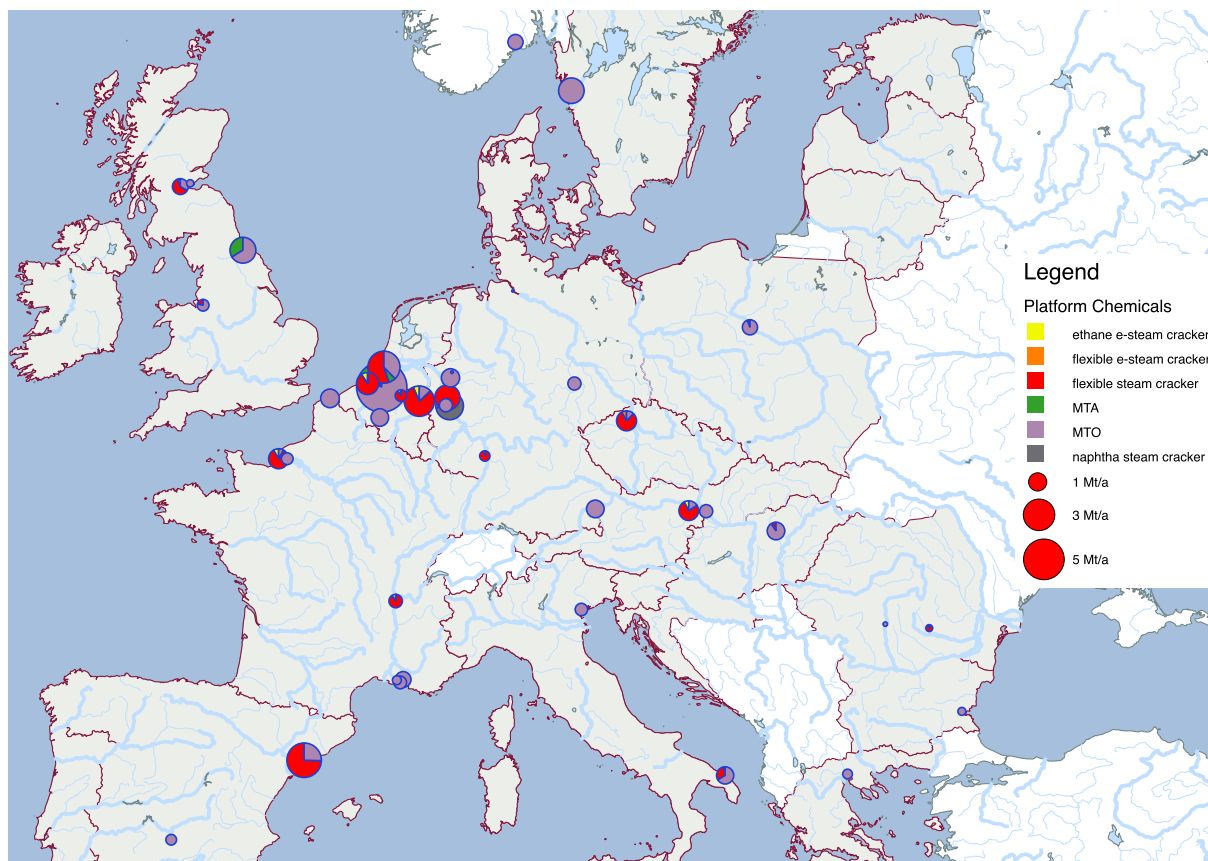 Legend
Platform Chemicals
ethane e-steam cracker
flexible e-steam cracker
flexible steam cracker
MTA
MTO
naphtha steam cracker
1 Mt/a
3 Mt/a
5 Mt/a